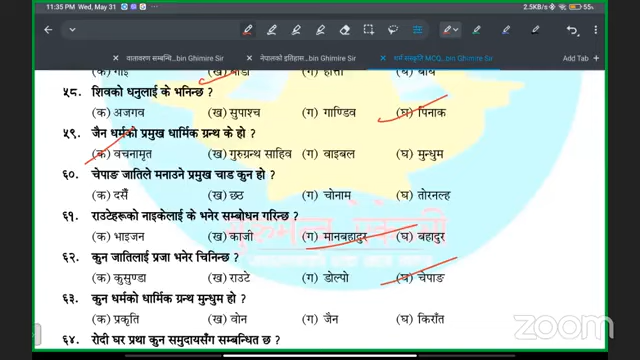 11:35 PM Wed, May 31
2.5KB/s 55%
वातावरण सम्बन्धि...bin Ghimire Sir
नेपालको इतिहास ..bin Ghimire Sir
धर्म संस्कृति MCQ..bin Ghimire Sir
Add Tab
(क) गाई (ख) (ग) हात्ती (घ) बाघ
५८. शिवको धनुलाई के भनिन्छ ?
(क) अजगव (ख) सुपाश्च (ग) गाण्डिव (घ) पिनाक
५९. जैन धर्मको प्रमुख धार्मिक ग्रन्थ के हो ?
(क) वचनामृत (ख) गुरुग्रन्थ साहिव (ग) वाइबल (घ) मुन्धुम
६०. चेपाङ जातिले मनाउने प्रमुख चाड कुन हो ?
(क) दसैँ (ख) छठ (ग) चोनाम (घ) तोरनल्ह
६१. राउटेहरूको नाइकेलाई के भनेर सम्बोधन गरिन्छ ?
(क) भाइजन (ख) काजी (ग) मानबहादुर (घ) बहादुर
६२. कुन जातिलाई प्रजा भनेर चिनिन्छ ?
(क) कुसुण्डा (ख) राउटे (ग) डोल्पो (घ) चेपाङ
६३. कुन धर्मको धार्मिक ग्रन्थ मुन्धुम हो ?
(क) प्रकृति (ख) वोन (ग) जैन (घ) किराँत
६४. रोदी घर प्रथा कुन समुदायसँग सम्बन्धित छ ?
zoom